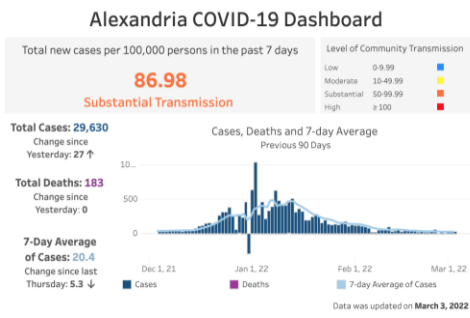 Alexandria COVID-19 Dashboard
Total new cases per 100,000 persons in the past 7 days
86.98
Substantial Transmission
Level of Community Transmission
Low 0-9.99
Moderate 10-49.99
Substantial 50-99.99
High ≥ 100
Total Cases: 29,630
Change since
Yesterday: 27 ↑
Total Deaths: 183
Change since
Yesterday: 0
7-Day Average
of Cases: 20.4
Change since last
Thursday: 5.3 ↓
Cases, Deaths and 7-day Average
Previous 90 Days
10...
500
0
Dec 1, 21 Jan 1, 22 Feb 1, 22 Mar 1, 22
Cases Deaths 7-day Average of Cases
Data was updated on March 3, 2022